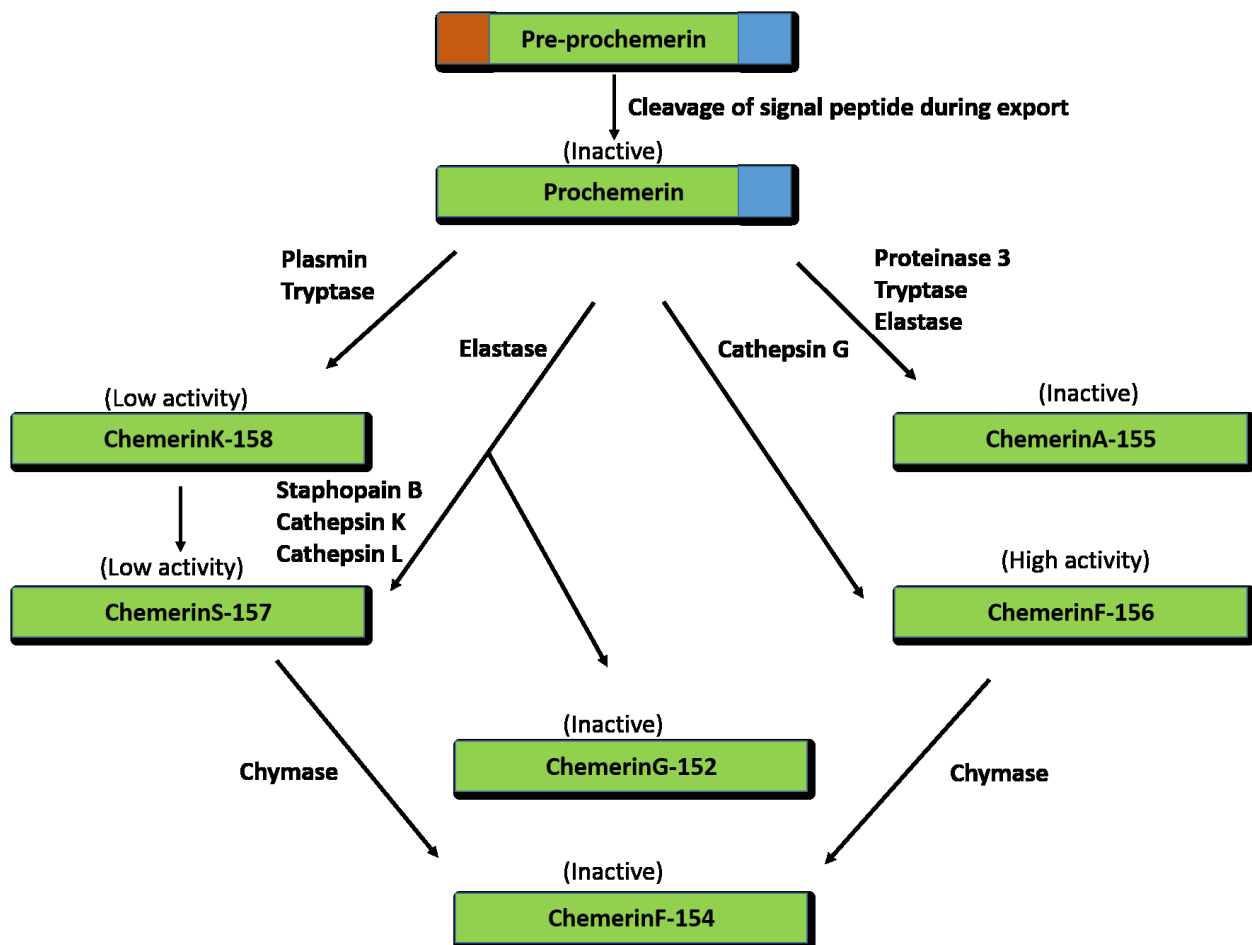 Pre-prochemerin
Cleavage of signal peptide during export
(Inactive)
Prochemerin
Plasmin
Tryptase
Elastase
Cathepsin G
Proteinase 3
Tryptase
Elastase
(Low activity)
ChemerinK-158
(Inactive)
ChemerinA-155
Staphopain B
Cathepsin K
Cathepsin L
(Low activity)
ChemerinS-157
(High activity)
ChemerinF-156
(Inactive)
ChemerinG-152
Chymase
Chymase
(Inactive)
ChemerinF-154